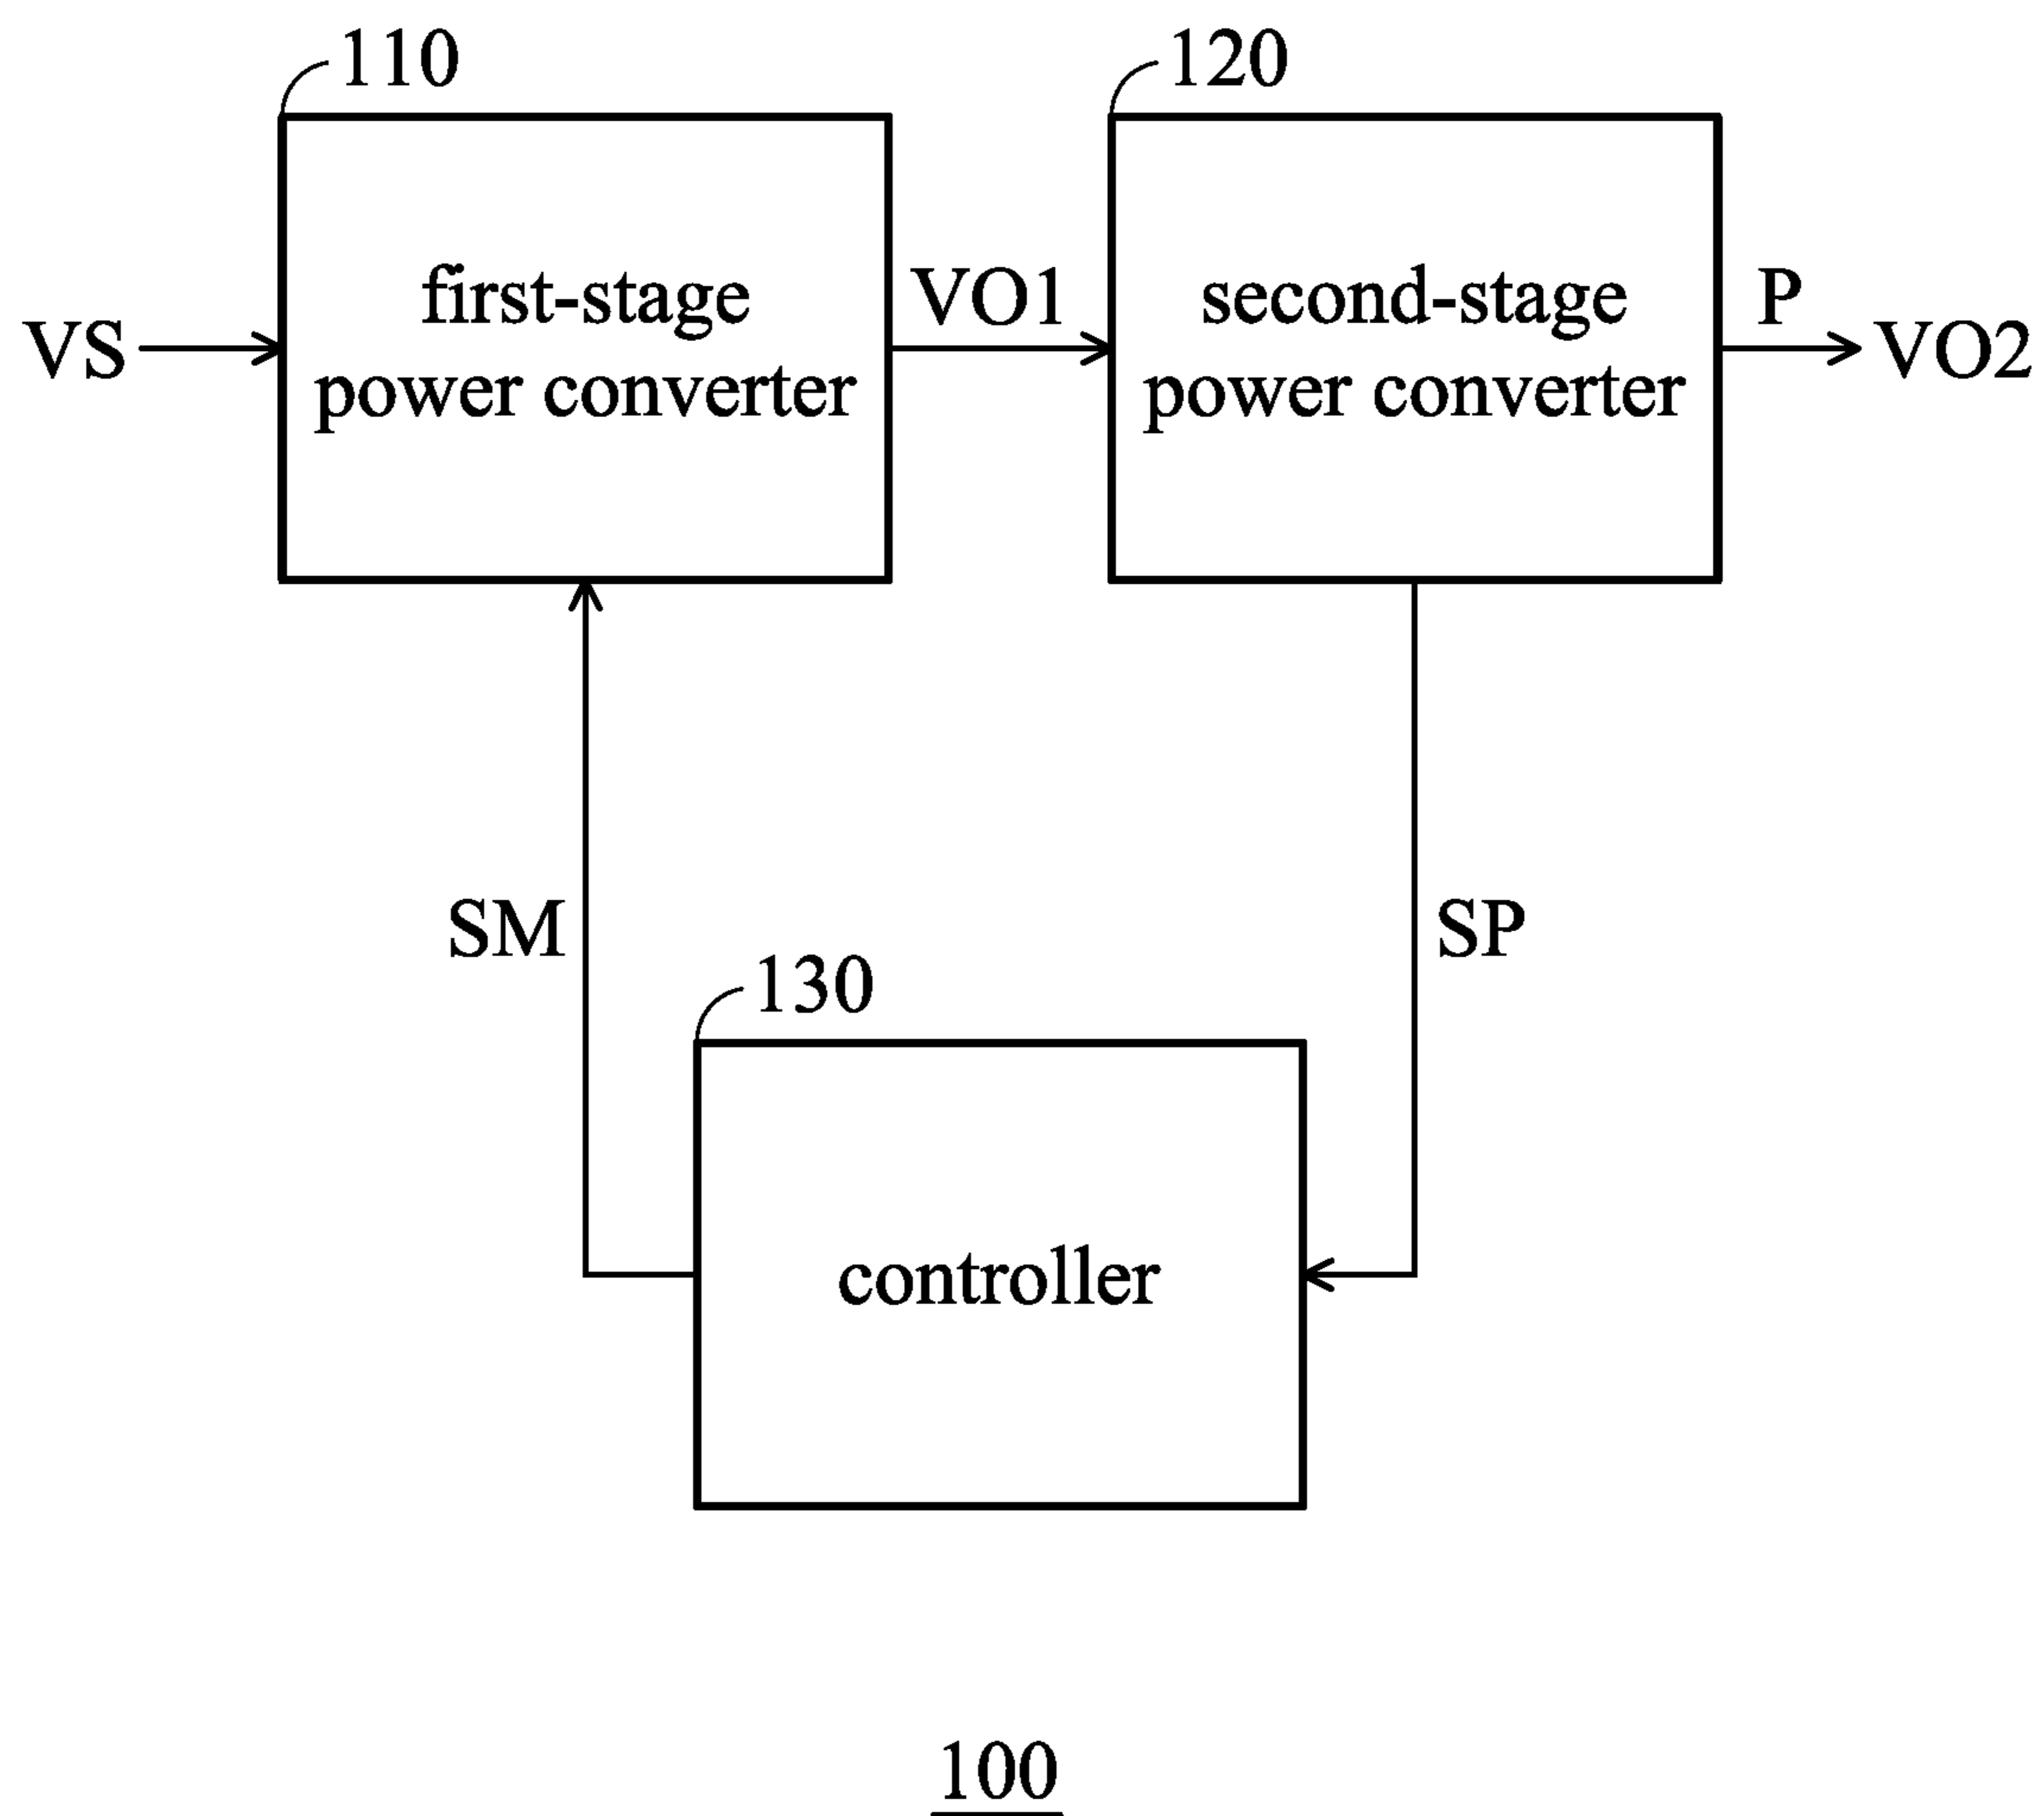 110
120
first-stage
power converter
second-stage
power converter
VS
VO1
P
VO2
SM
SP
130
controller
100